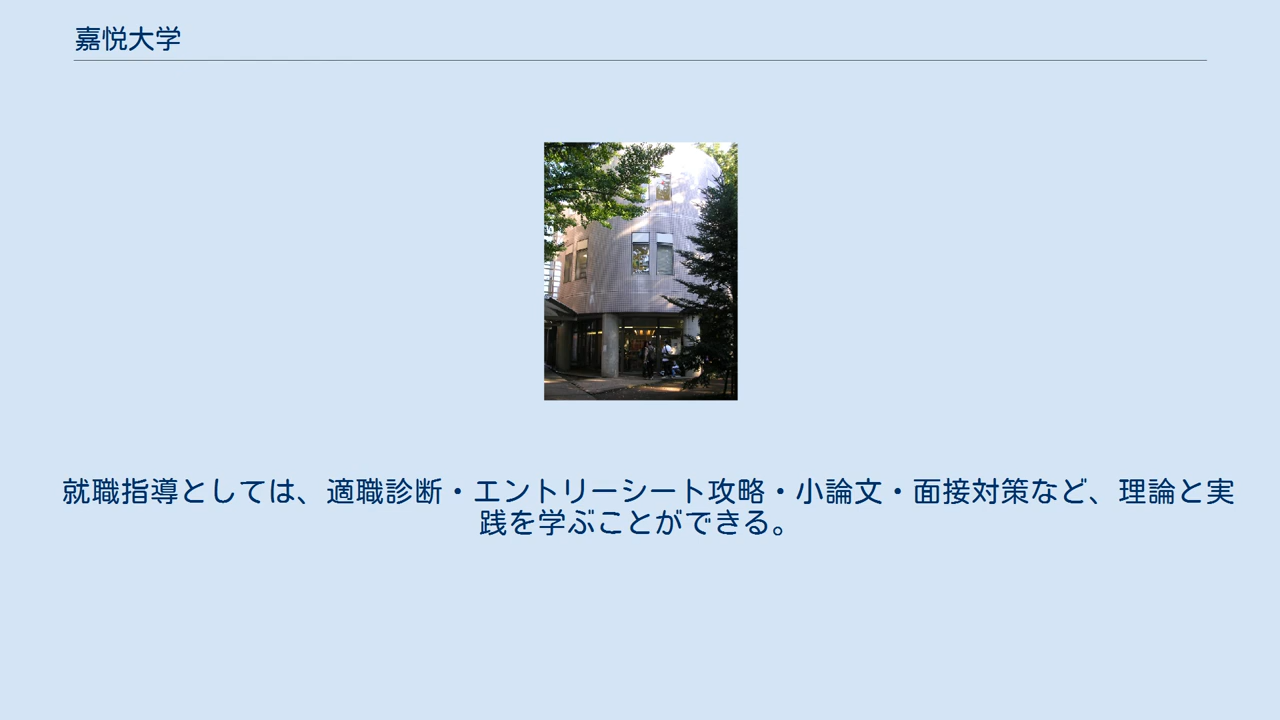 嘉悦大学
就職指導としては、適職診断・エントリーシート攻略・小論文・面接対策など、理論と実
践を学ぶことができる。